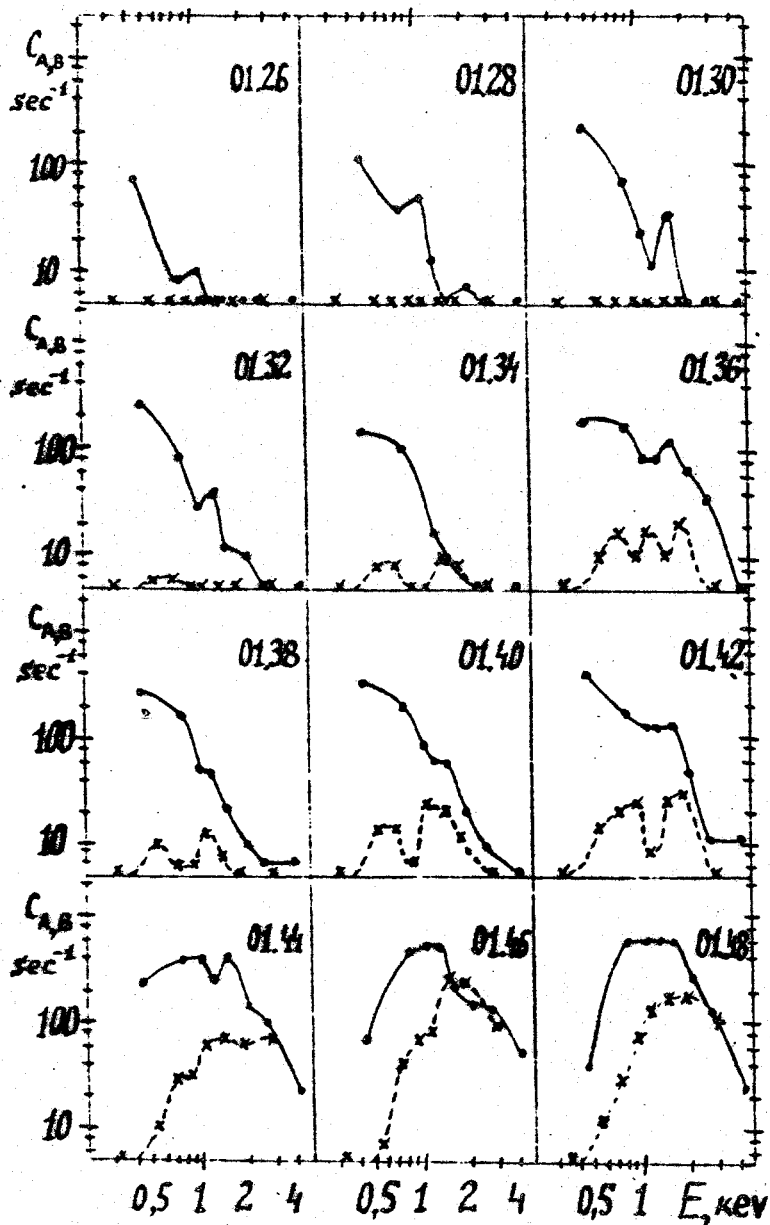 C_A,B 01.26 01.28 01.30
sec⁻¹
100
10
C_A,B 01.32 01.34 01.36
sec⁻¹
100
10
C_A,B 01.38 01.40 01.42
sec⁻¹
100
10
C_A,B 01.44 01.46 01.48
sec⁻¹
100
10
0,5 1 2 4 0,5 1 2 4 0,5 1 E, кev